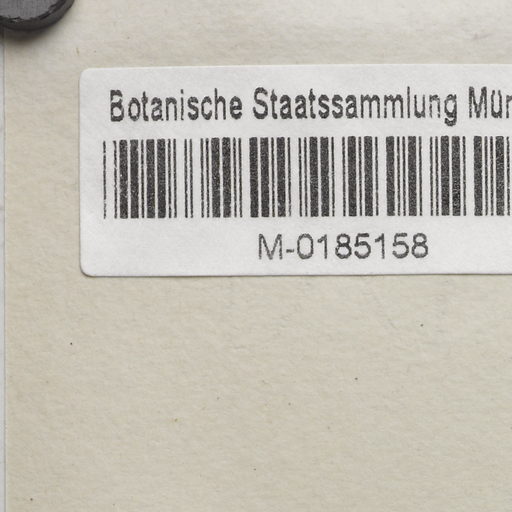 Botanische Staatssammlung Mün
M-0185158